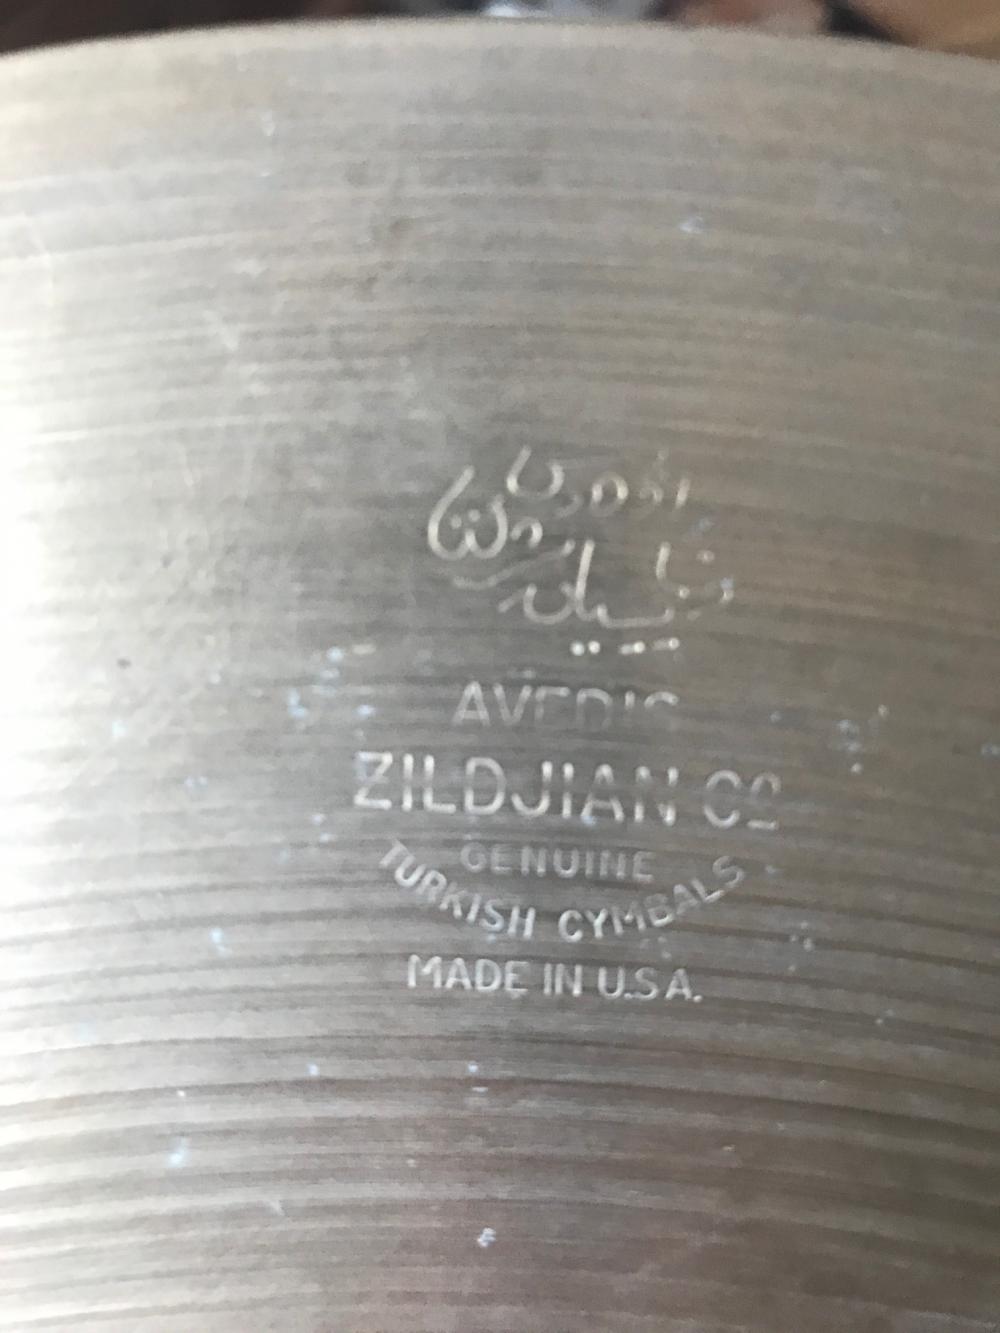 AVEDIS
ZILDJIAN Co
GENUINE
TURKISH CYMBALS
MADE IN U.S.A.